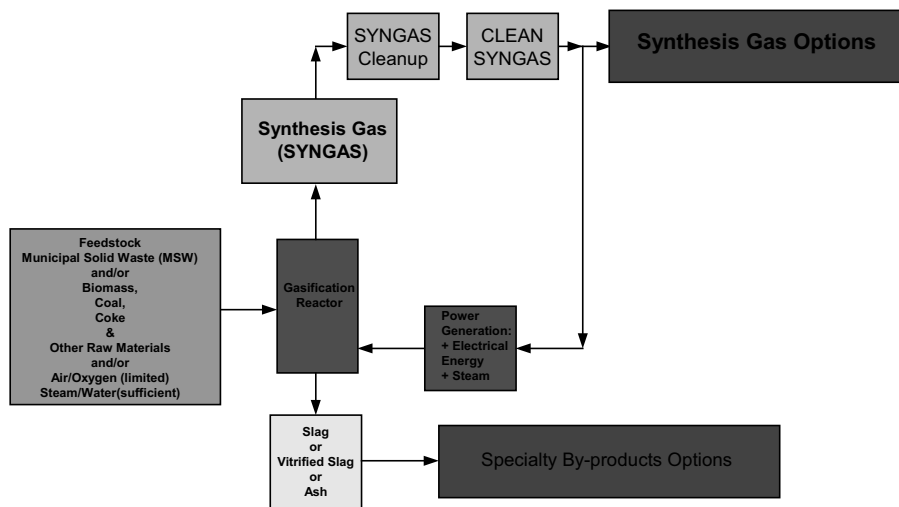 SYNGAS
Cleanup
CLEAN
SYNGAS
Synthesis Gas Options
Synthesis Gas
(SYNGAS)
Feedstock
Municipal Solid Waste (MSW)
and/or
Biomass,
Coal,
Coke
&
Other Raw Materials
and/or
Air/Oxygen (limited)
Steam/Water(sufficient)
Gasification
Reactor
Power
Generation:
+ Electrical
Energy
+ Steam
Slag
or
Vitrified Slag
or
Ash
Specialty By-products Options